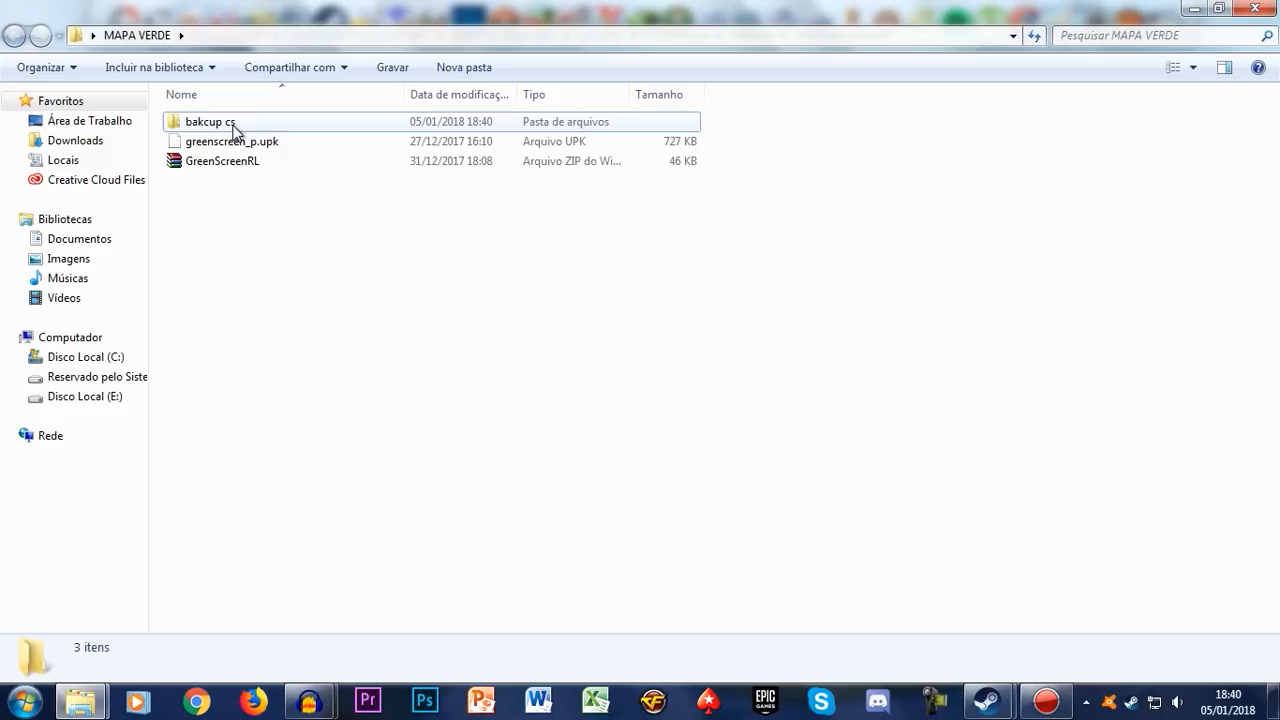 MAPA VERDE
Pesquisar MAPA VERDE
Organizar Incluir na biblioteca Compartilhar com Gravar Nova pasta
Nome Data de modificaç... Tipo Tamanho
bakcup cs 05/01/2018 18:40 Pasta de arquivos
greenscreen_p.upk 27/12/2017 16:10 Arquivo UPK 727 KB
GreenScreenRL 31/12/2017 18:08 Arquivo ZIP do Wi... 46 KB
Favoritos
Área de Trabalho
Downloads
Locais
Creative Cloud Files
Bibliotecas
Documentos
Imagens
Músicas
Vídeos
Computador
Disco Local (C:)
Reservado pelo Siste
Disco Local (E:)
Rede
3 itens
Pr Ps EPIC GAMES
18:40
05/01/2018